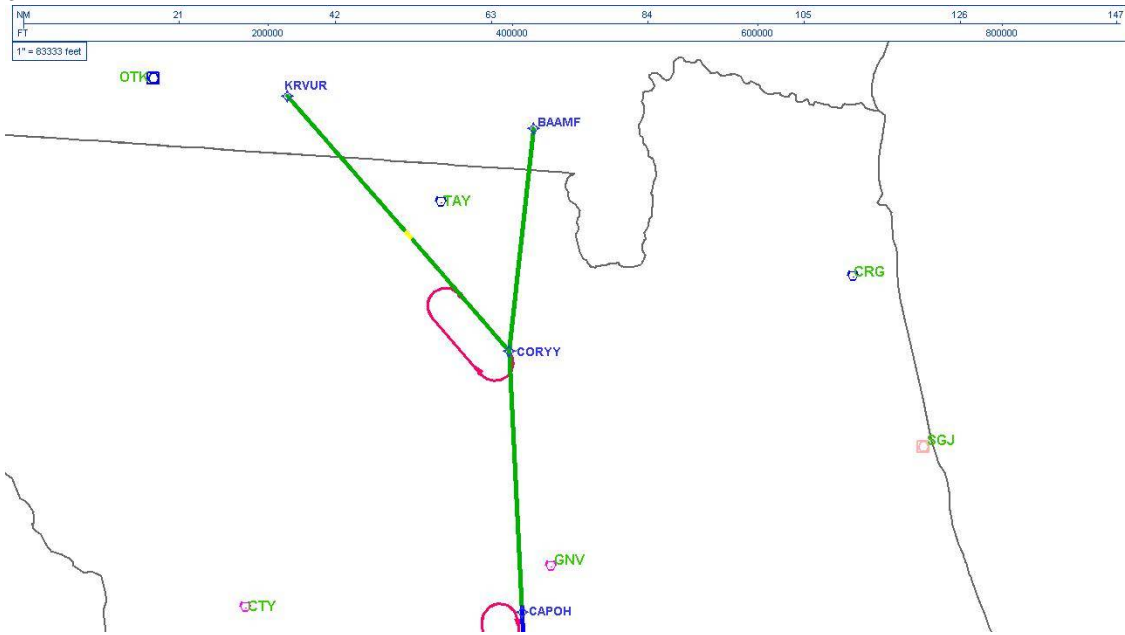 NM 21 42 63 84 105 126 147
FT 200000 400000 600000 800000
1" = 83333 feet
OTK
KRVUR
BAAMF
TAY
CRG
CORYY
SGJ
GNV
CTY
CAPOH